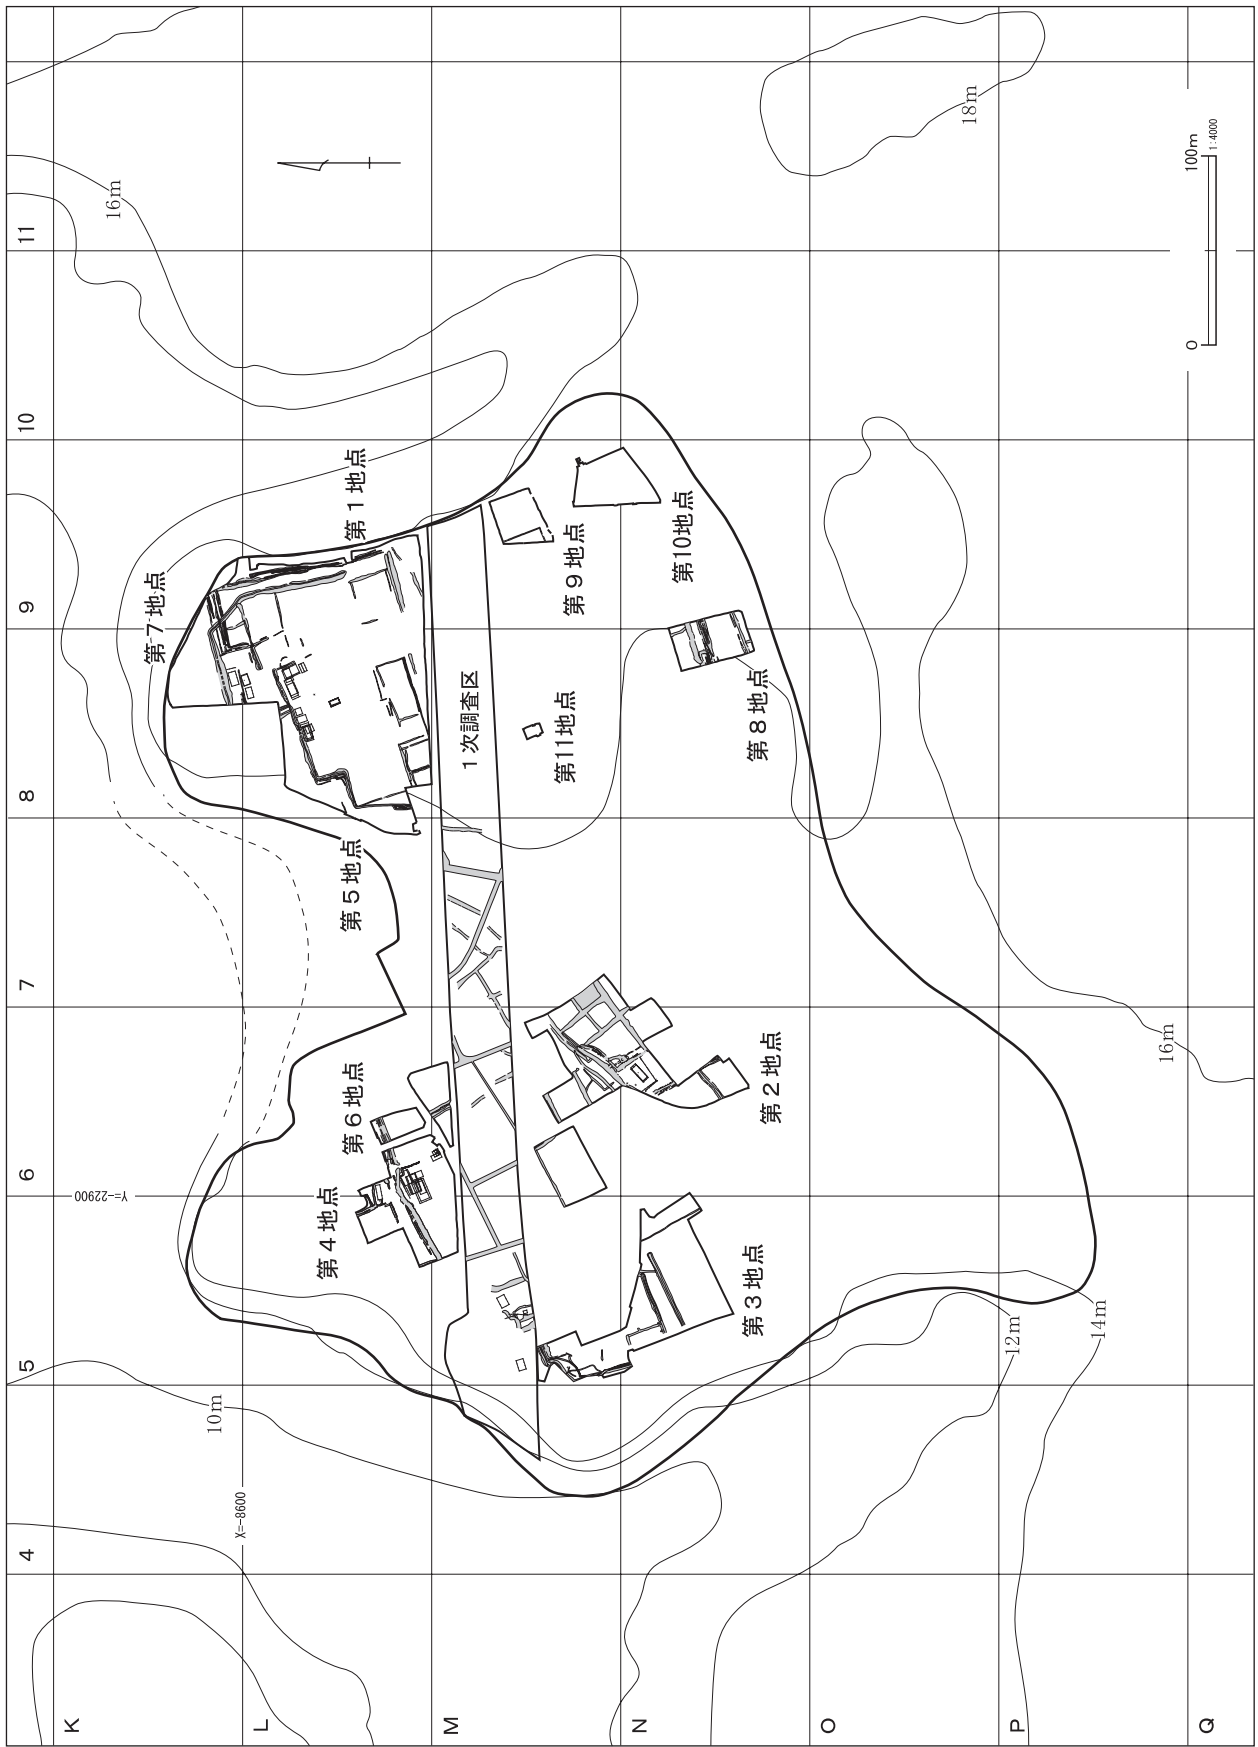 4
5
6
7
8
9
10
11
K
L
M
N
O
P
Q
16m
18m
第1地点
第7地点
第5地点
第9地点
第10地点
第8地点
第11地点
1次調査区
第6地点
第4地点
第2地点
第3地点
Y=-22900
X=-8600
10m
12m
14m
16m
0
100m
1:4000